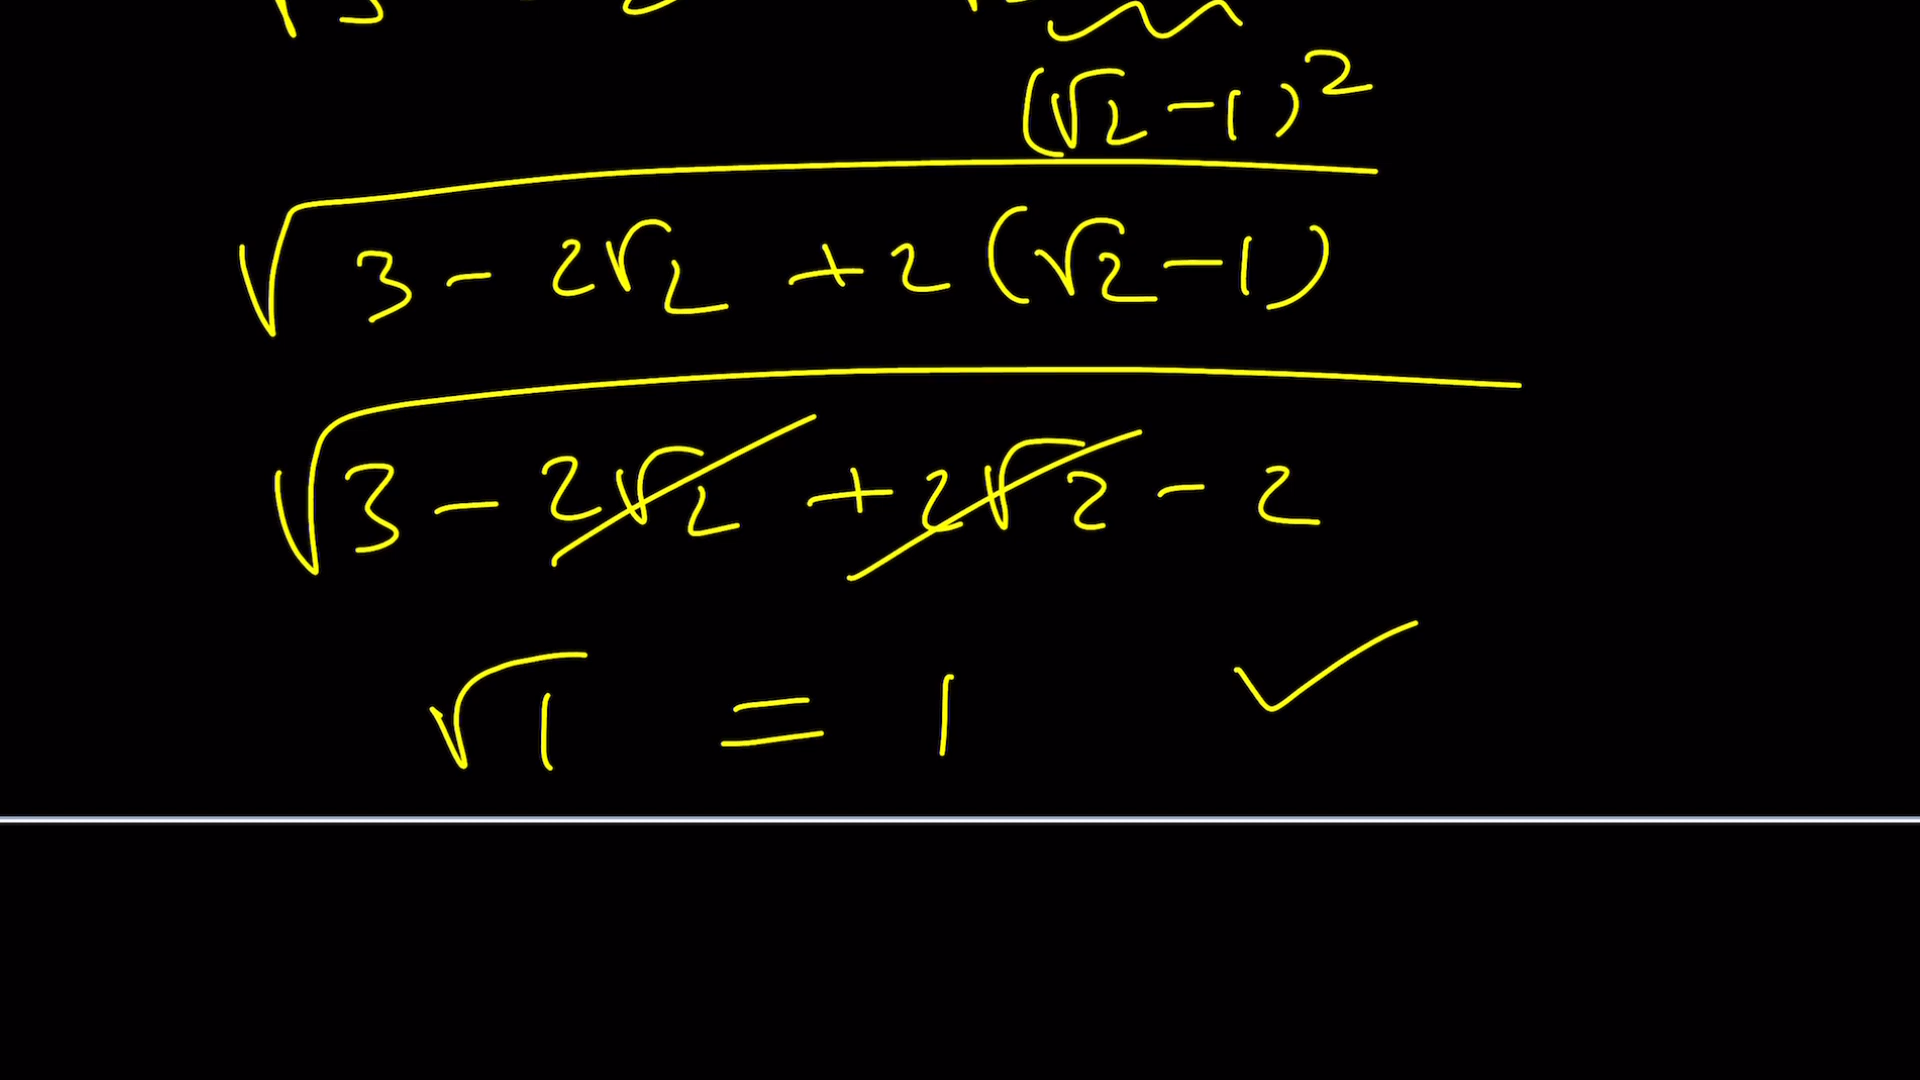 (√2 - 1)²
√(3 - 2√2 + 2(√2 - 1))
√(3 - 2√2 + 2√2 - 2)
√1 = 1 ✓